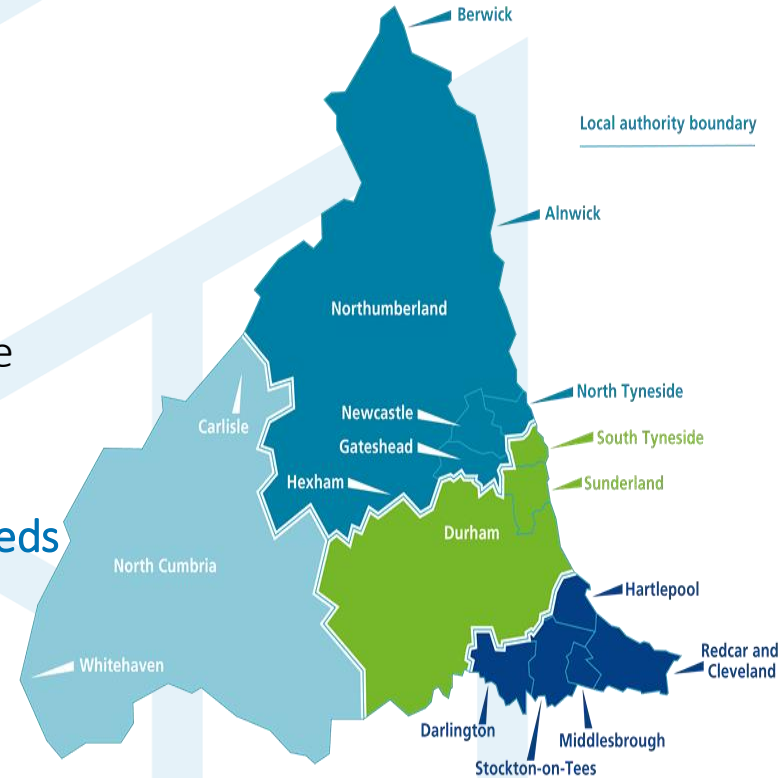 Berwick
Local authority boundary
Alnwick
Northumberland
e
North Tyneside
Newcastle
Carlisle
South Tyneside
Gateshead
Hexham
Sunderland
eds
Durham
North Cumbria
Hartlepool
Redcar and
Cleveland
Whitehaven
Darlington
Middlesbrough
Stockton-on-Tees